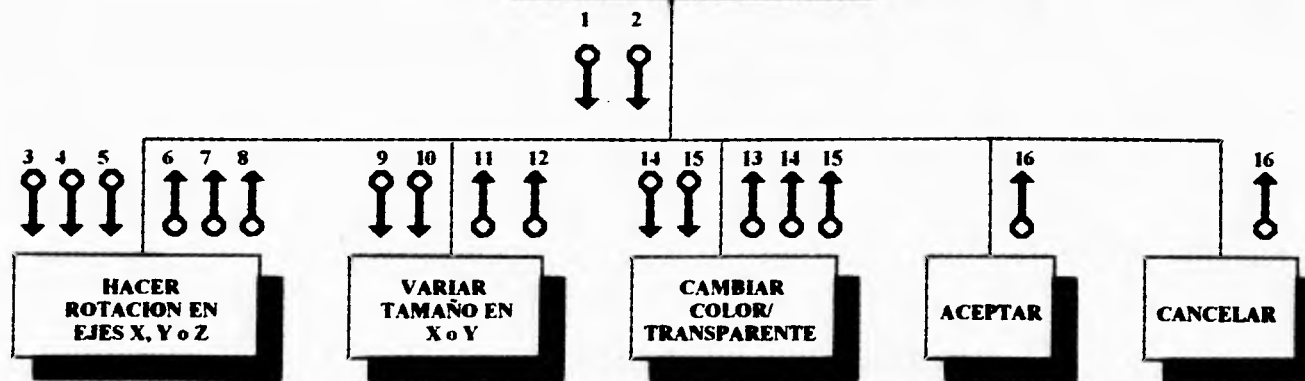 1 2
3 4 5 6 7 8 9 10 11 12 14 15 13 14 15 16 16
HACER
ROTACION EN
EJES X, Y o Z
VARIAR
TAMAÑO EN
X o Y
CAMBIAR
COLOR/
TRANSPARENTE
ACEPTAR
CANCELAR